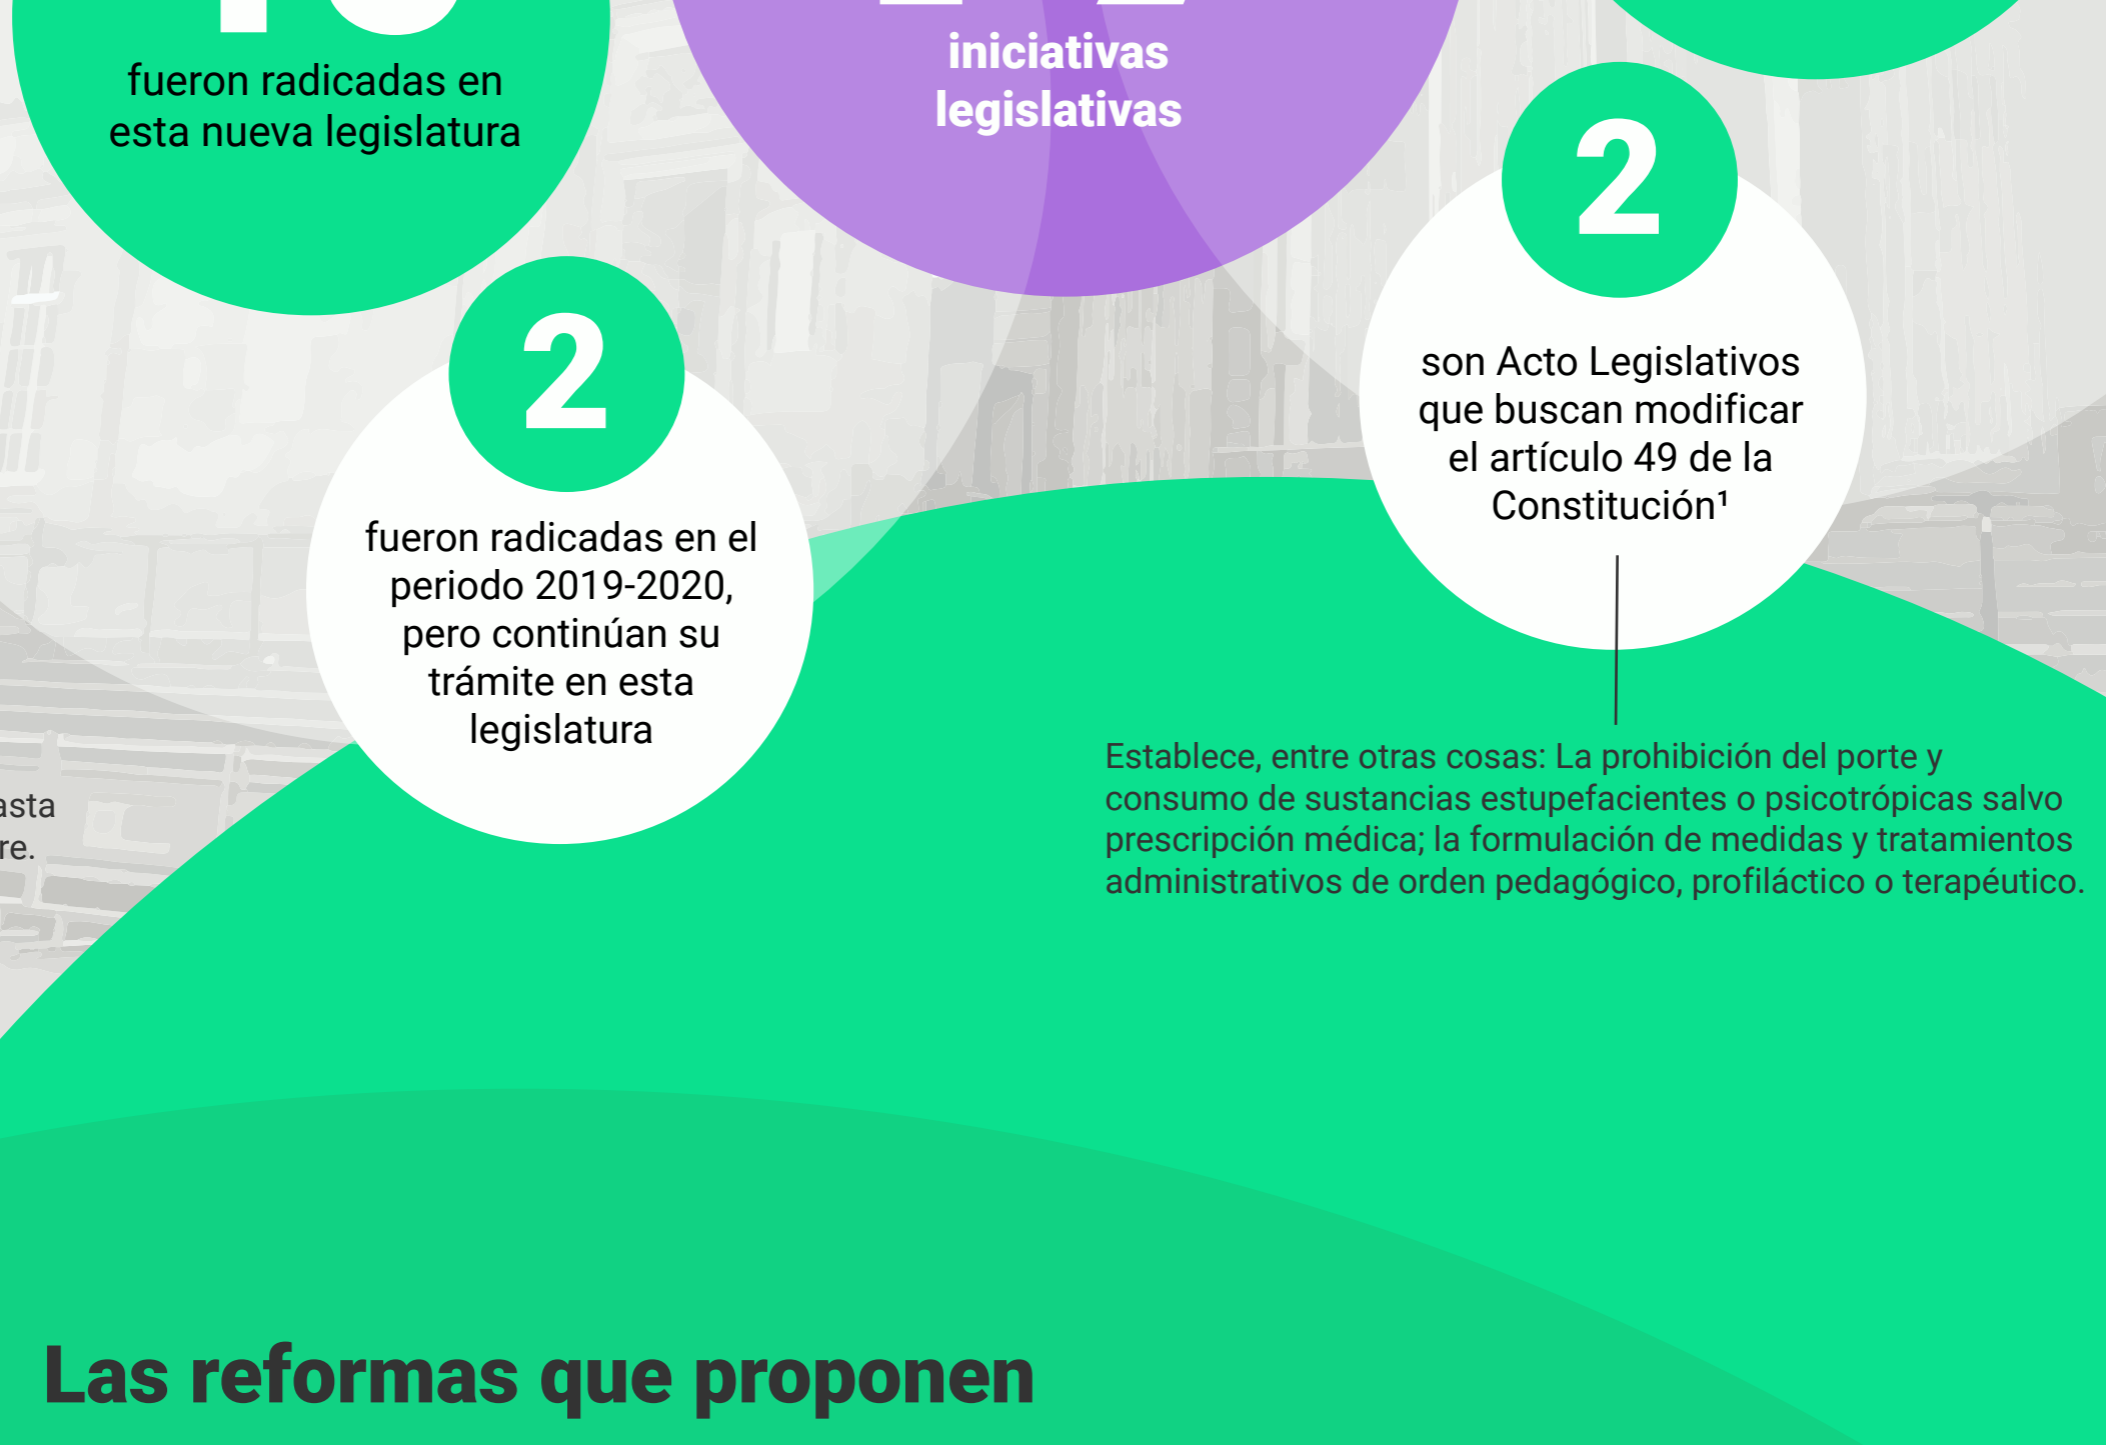 fueron radicadas en
esta nueva legislatura
iniciativas
legislativas
2
son Acto Legislativos
que buscan modificar
el artículo 49 de la
Constitución¹
2
fueron radicadas en el
periodo 2019-2020,
pero continúan su
trámite en esta
legislatura
Establece, entre otras cosas: La prohibición del porte y
consumo de sustancias estupefacientes o psicotrópicas salvo
prescripción médica; la formulación de medidas y tratamientos
administrativos de orden pedagógico, profiláctico o terapéutico.
Las reformas que proponen